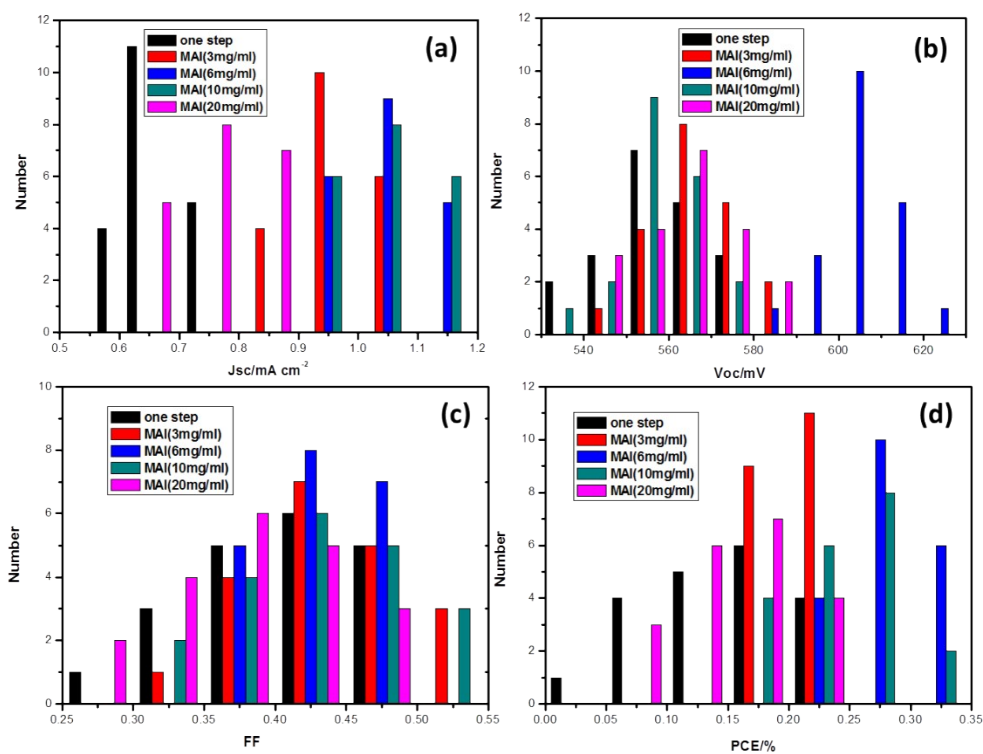 (a)
one step
MAI(3mg/ml)
MAI(6mg/ml)
MAI(10mg/ml)
MAI(20mg/ml)
Number
12
10
8
6
4
2
0
0.5 0.6 0.7 0.8 0.9 1.0 1.1 1.2
Jsc/mA cm⁻²
(b)
one step
MAI(3mg/ml)
MAI(6mg/ml)
MAI(10mg/ml)
MAI(20mg/ml)
Number
12
10
8
6
4
2
0
540 560 580 600 620
Voc/mV
(c)
one step
MAI(3mg/ml)
MAI(6mg/ml)
MAI(10mg/ml)
MAI(20mg/ml)
Number
10
8
6
4
2
0
0.25 0.30 0.35 0.40 0.45 0.50 0.55
FF
(d)
one step
MAI(3mg/ml)
MAI(6mg/ml)
MAI(10mg/ml)
MAI(20mg/ml)
Number
12
10
8
6
4
2
0
0.00 0.05 0.10 0.15 0.20 0.25 0.30 0.35
PCE/%